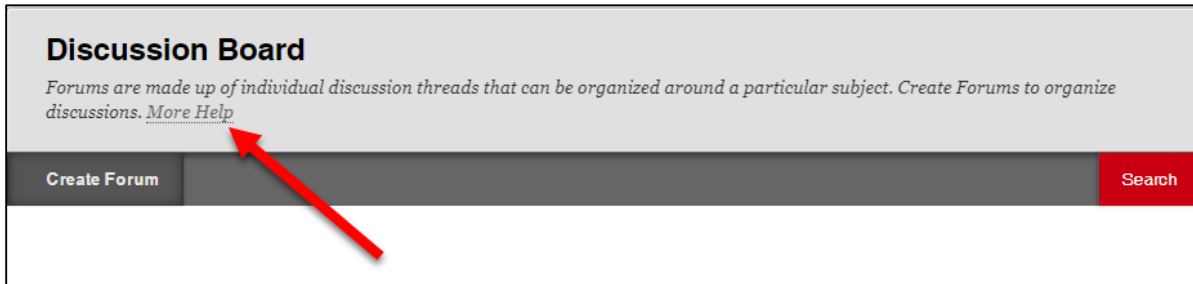 Discussion Board
Forums are made up of individual discussion threads that can be organized around a particular subject. Create Forums to organize
discussions. More Help
Create Forum
Search